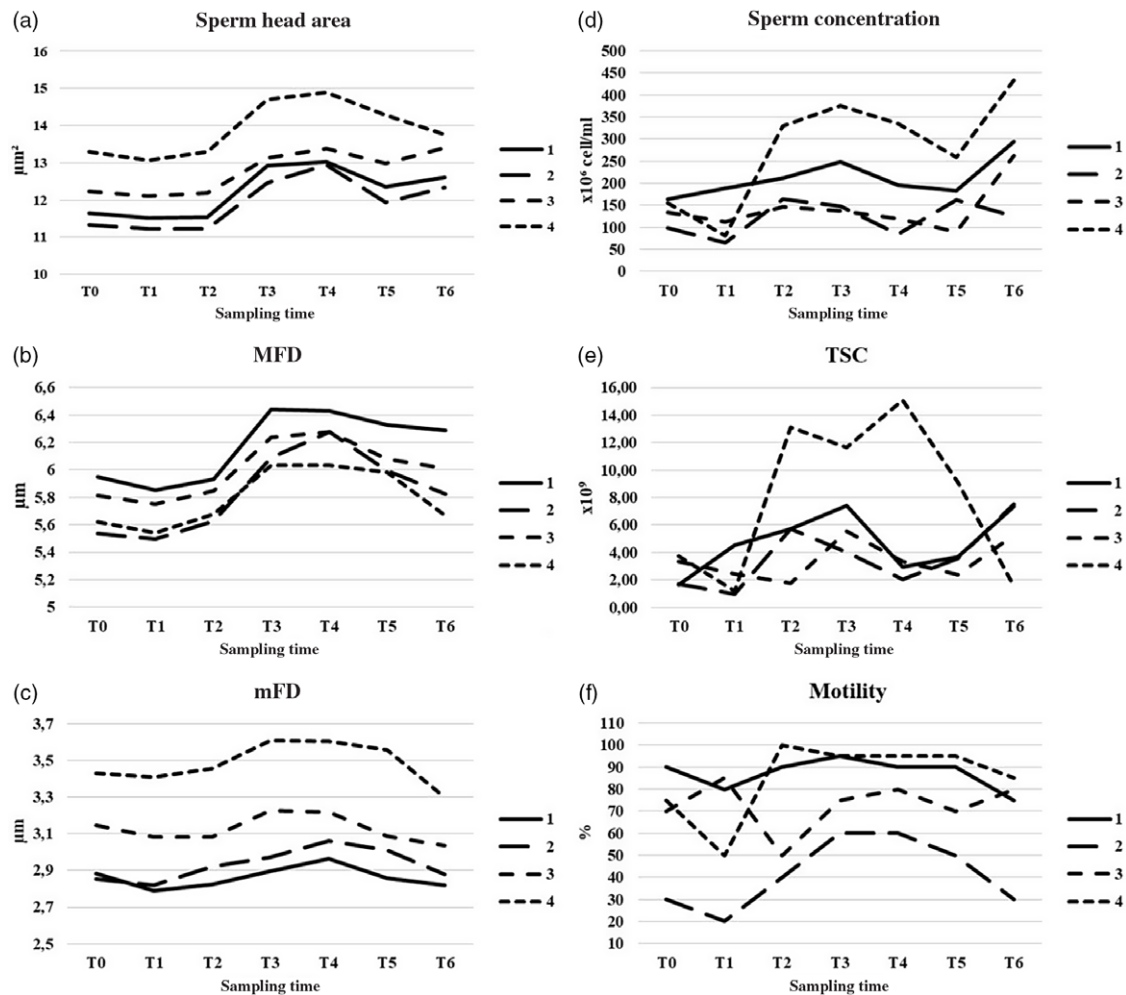 (a)
Sperm head area
16
15
14
13
12
11
10
µm²
T0 T1 T2 T3 T4 T5 T6
Sampling time
1
2
3
4
(b)
MFD
6,6
6,4
6,2
6
5,8
5,6
5,4
5,2
5
µm
T0 T1 T2 T3 T4 T5 T6
Sampling time
1
2
3
4
(c)
mFD
3,7
3,5
3,3
3,1
2,9
2,7
2,5
µm
T0 T1 T2 T3 T4 T5 T6
Sampling time
1
2
3
4
(d)
Sperm concentration
500
450
400
350
300
250
200
150
100
50
0
x10⁶ cell/ml
T0 T1 T2 T3 T4 T5 T6
Sampling time
1
2
3
4
(e)
TSC
16,00
14,00
12,00
10,00
8,00
6,00
4,00
2,00
0,00
x10⁹
T0 T1 T2 T3 T4 T5 T6
Sampling time
1
2
3
4
(f)
Motility
110
100
90
80
70
60
50
40
30
20
10
%
T0 T1 T2 T3 T4 T5 T6
Sampling time
1
2
3
4